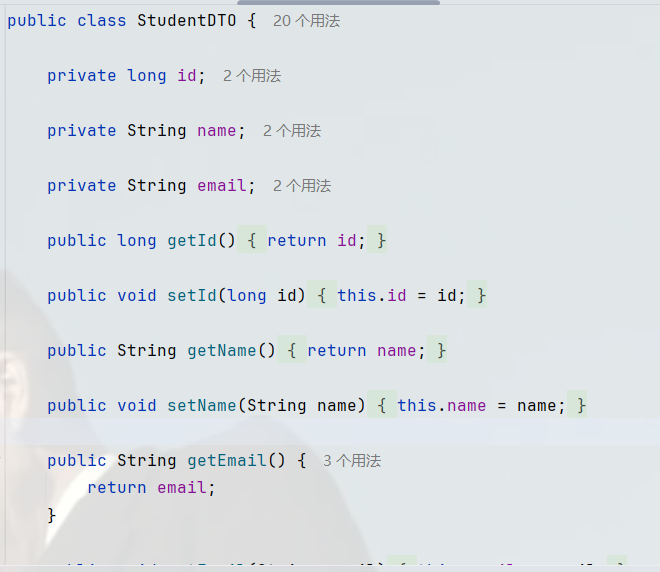 public class StudentDTO { 20 个用法
private long id; 2 个用法
private String name; 2 个用法
private String email; 2 个用法
public long getId() { return id; }
public void setId(long id) { this.id = id; }
public String getName() { return name; }
public void setName(String name) { this.name = name; }
public String getEmail() { 3 个用法
return email;
}